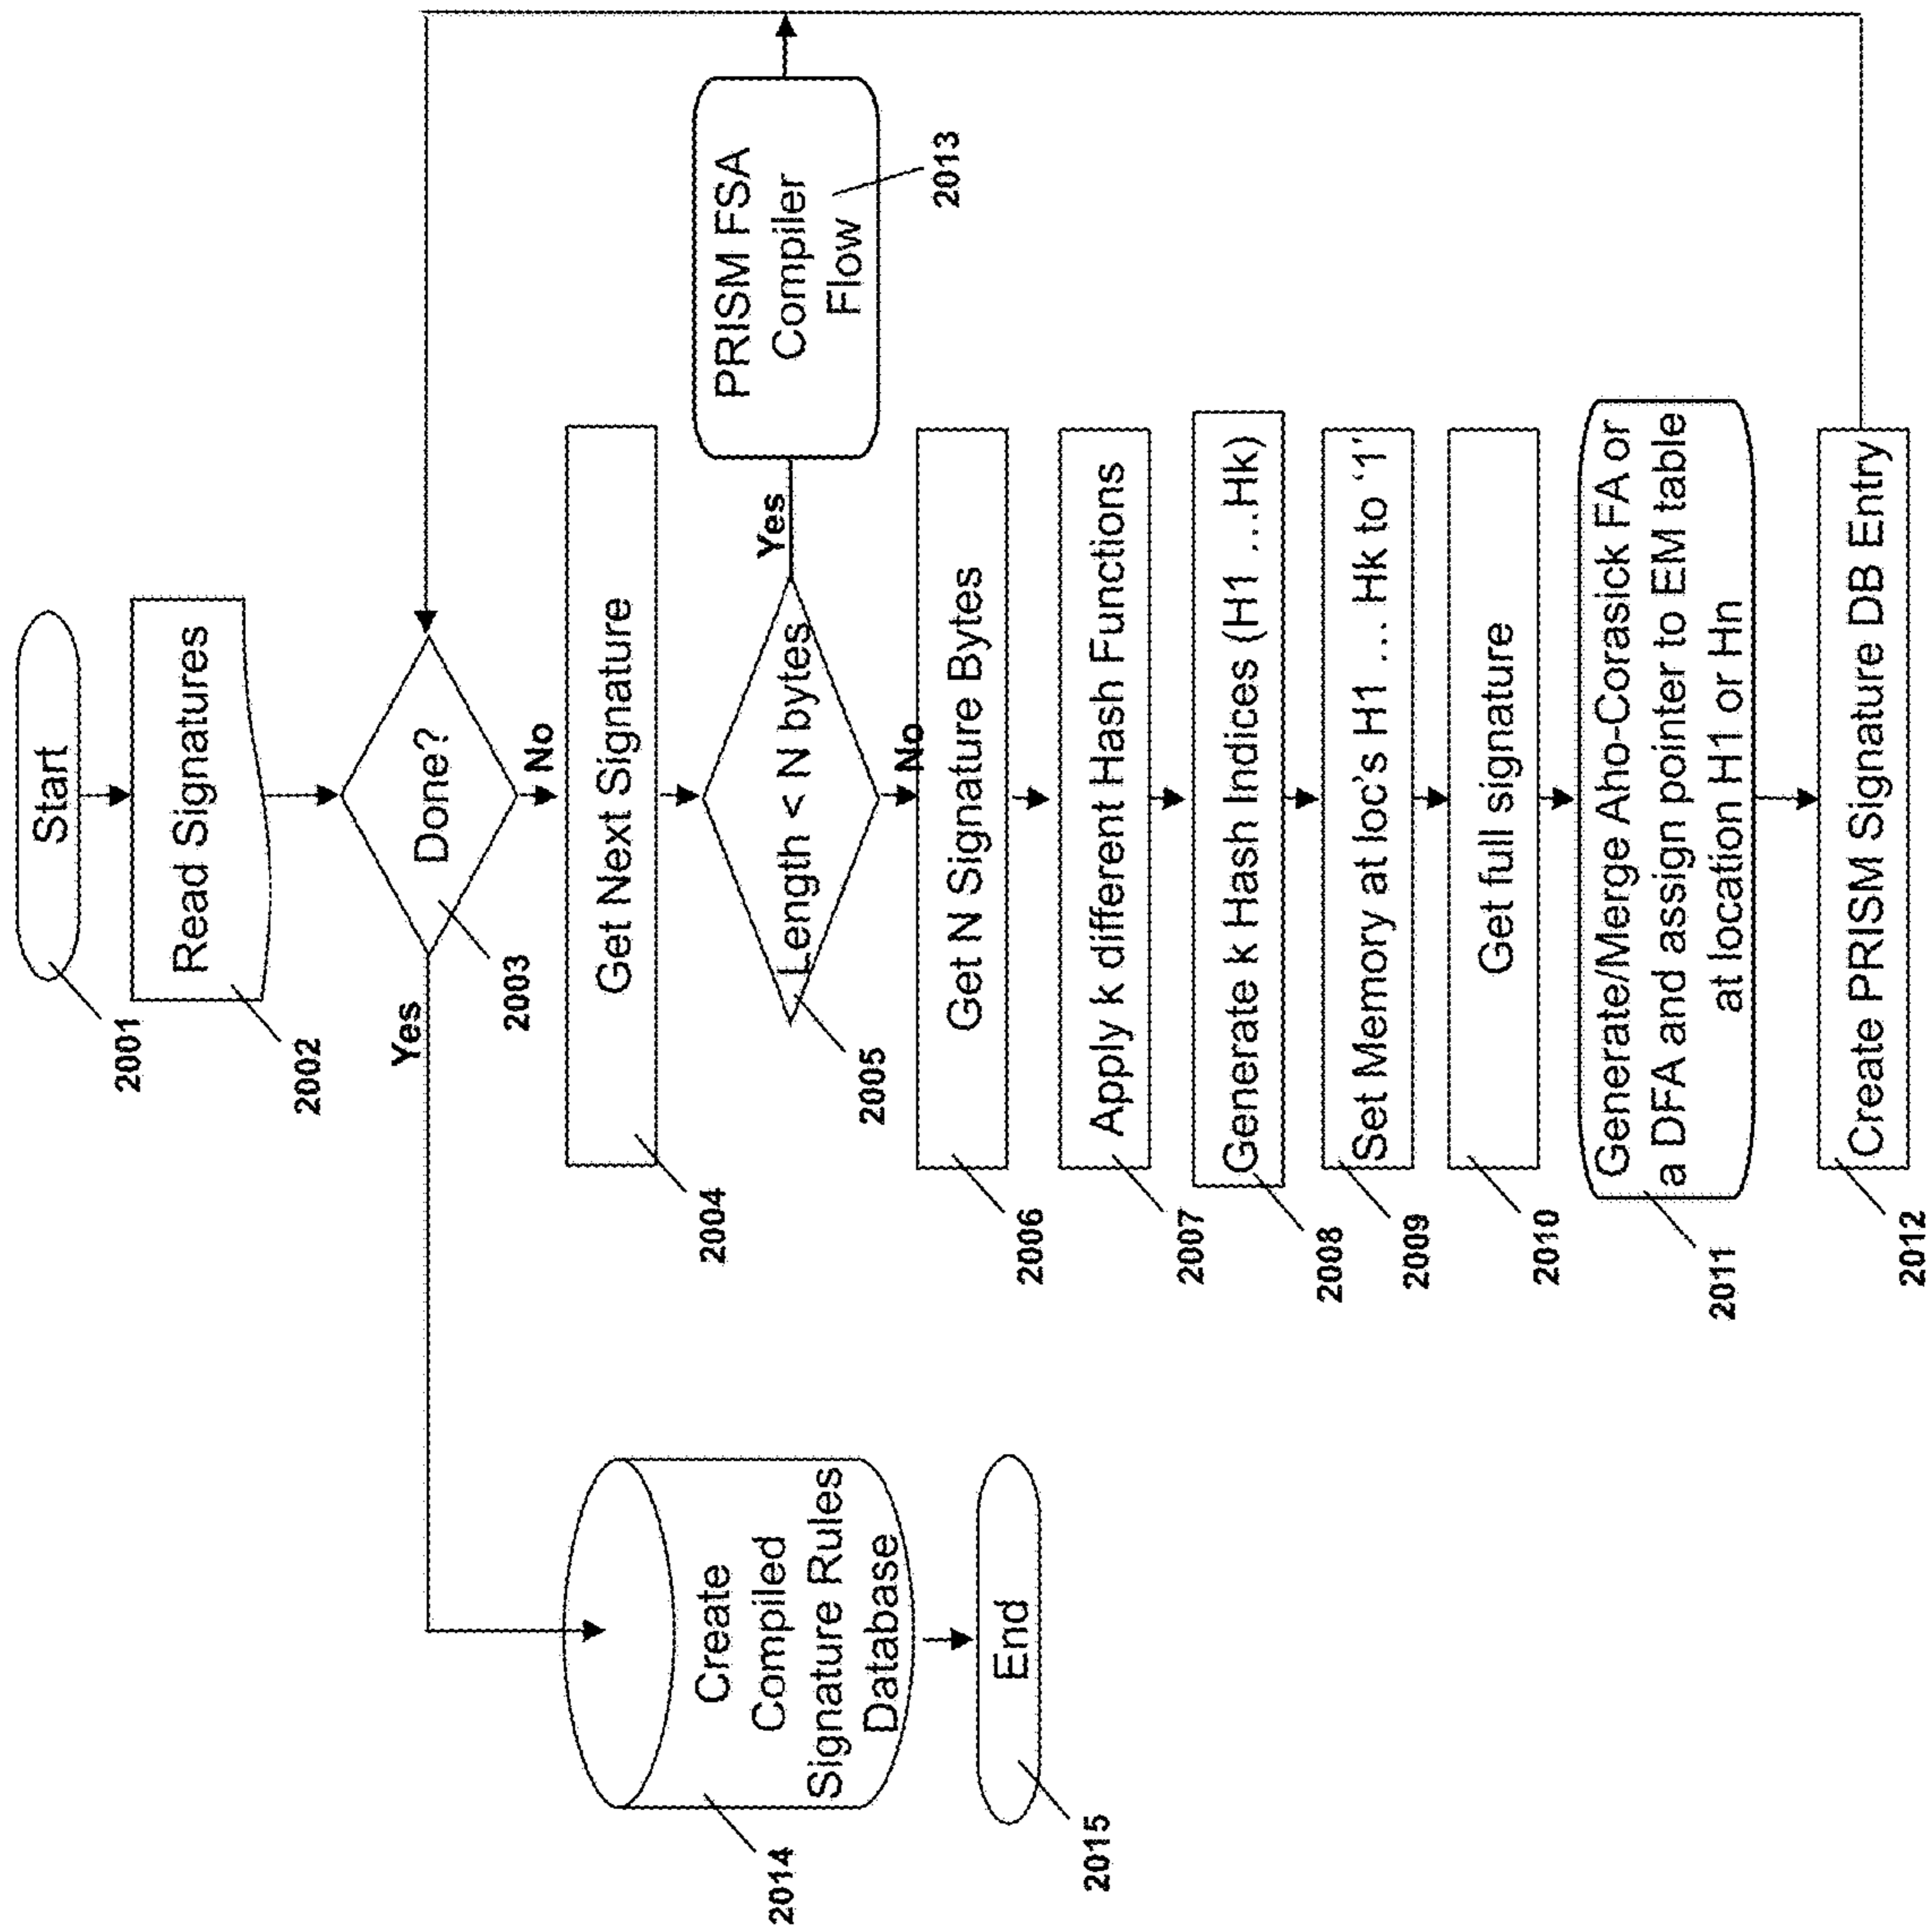 Start
2001
Read Signatures
2002
Done?
2003
Yes
No
Get Next Signature
2004
Length < N bytes
2005
Yes
No
PRISM FSA
Compiler
Flow
2013
Get N Signature Bytes
2006
Apply k different Hash Functions
2007
Generate k Hash Indices (H1 ...Hk)
2008
Set Memory at loc's H1 ... Hk to '1'
2009
Get full signature
2010
Generate/Merge Aho-Corasick FA or
a DFA and assign pointer to EM table
at location H1 or Hn
2011
Create PRISM Signature DB Entry
2012
Create
Compiled
Signature Rules
Database
2014
End
2015